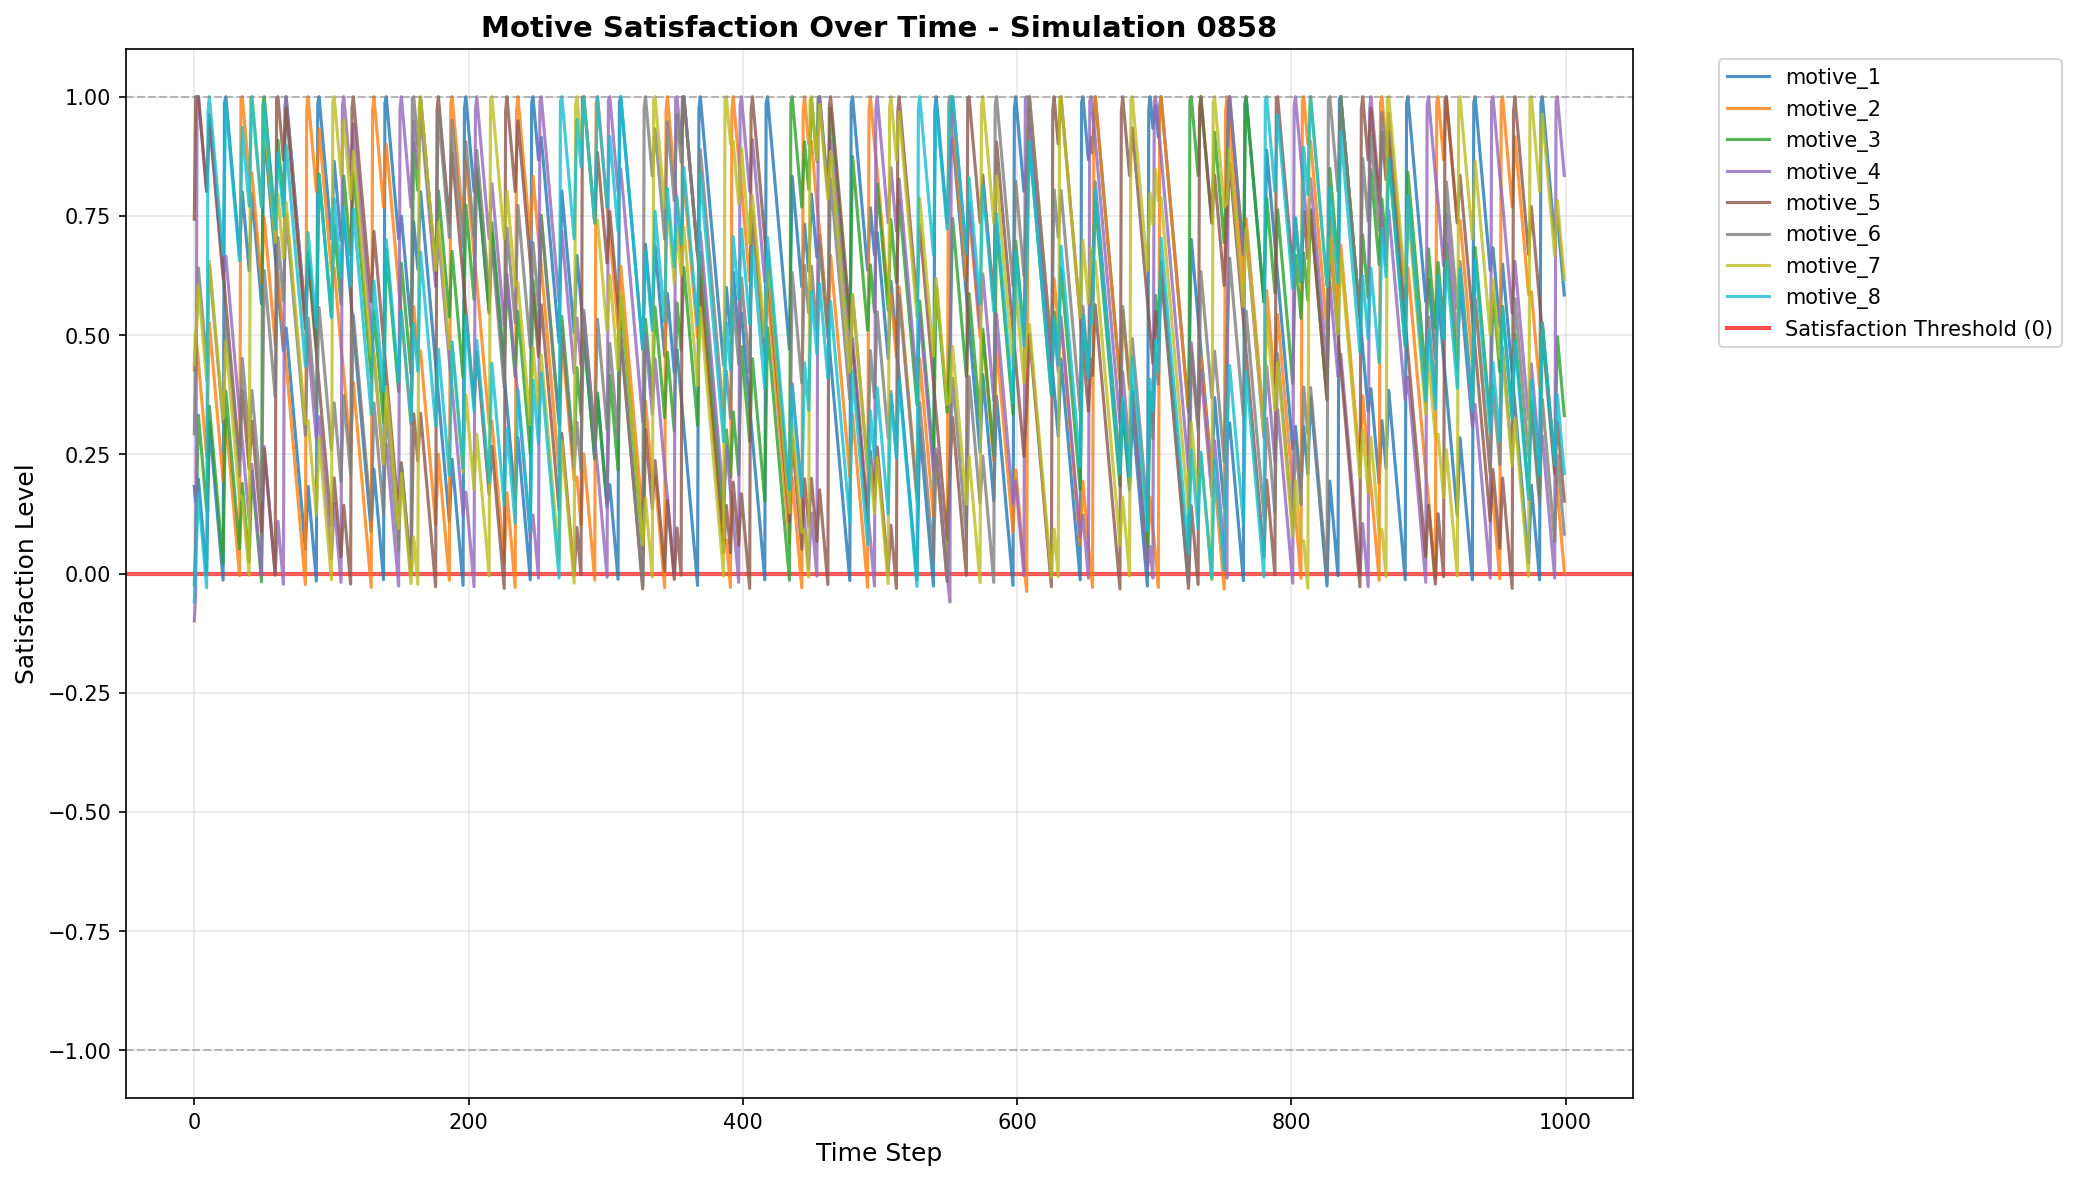 Motive Satisfaction Over Time - Simulation 0858
Satisfaction Level
1.00
0.75
0.50
0.25
0.00
−0.25
−0.50
−0.75
−1.00
0
200
400
600
800
1000
Time Step
motive_1
motive_2
motive_3
motive_4
motive_5
motive_6
motive_7
motive_8
Satisfaction Threshold (0)